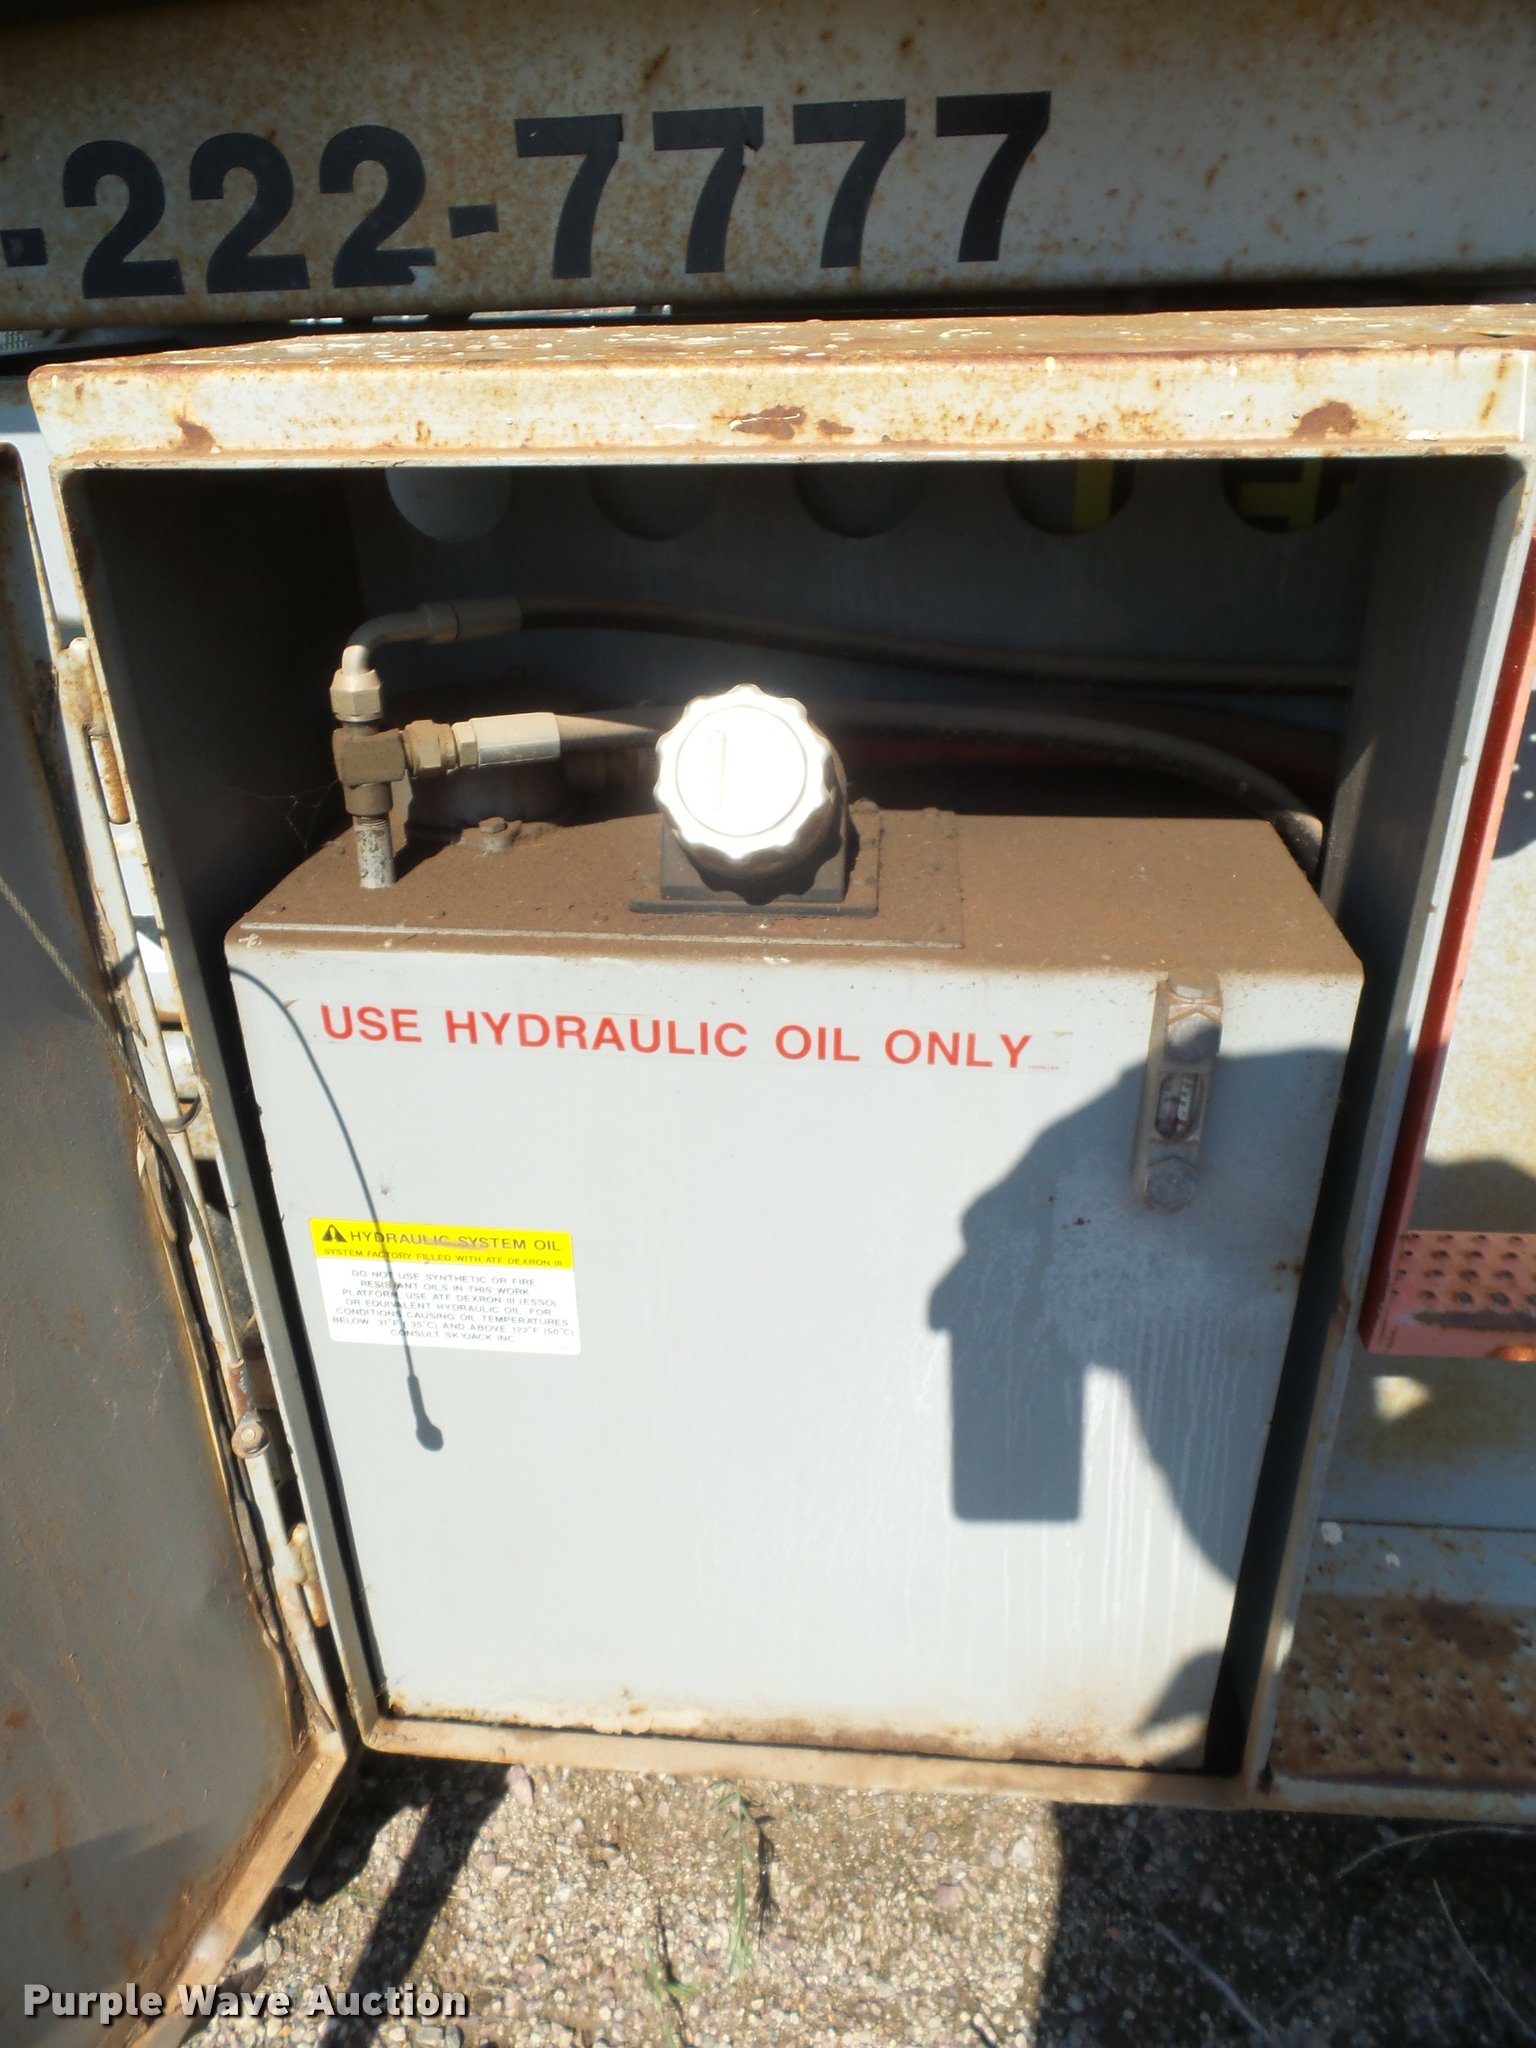 -222-7777
USE HYDRAULIC OIL ONLY
HYDRAULIC SYSTEM OIL
SYSTEM FACTORY FILLED WITH ATF DEXRON III
DO NOT USE SYNTHETIC OR FIRE
RESISTANT OILS IN THIS WORK
PLATFORM. USE ATF DEXRON III (ESSO)
OR EQUIVALENT HYDRAULIC OIL. FOR
CONDITIONS CAUSING OIL TEMPERATURES
BELOW -31°F (-35°C) AND ABOVE 122°F (50°C)
CONSULT SKYJACK INC.
Purple Wave Auction